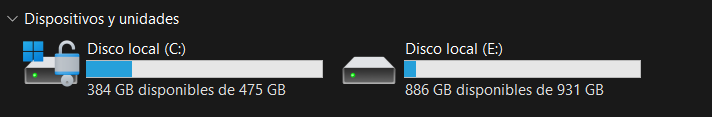 Dispositivos y unidades
Disco local (C:)
384 GB disponibles de 475 GB
Disco local (E:)
886 GB disponibles de 931 GB